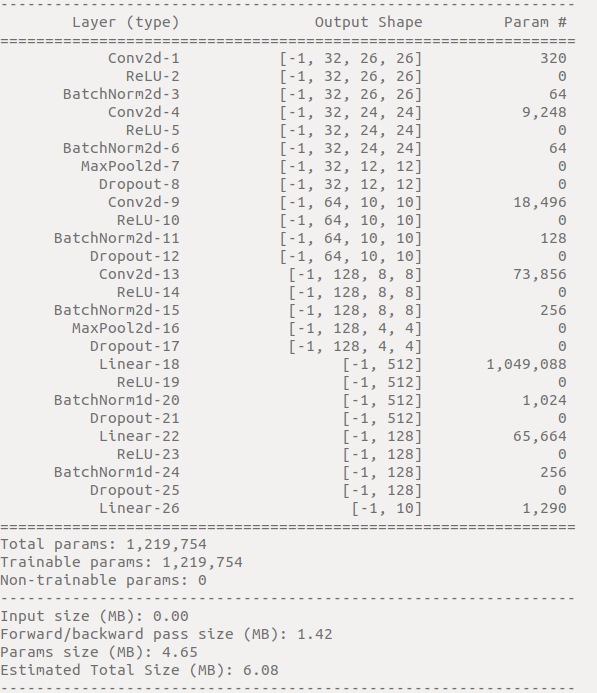 ----------------------------------------------------------------
        Layer (type)               Output Shape         Param #
================================================================
            Conv2d-1           [-1, 32, 26, 26]             320
              ReLU-2           [-1, 32, 26, 26]               0
       BatchNorm2d-3           [-1, 32, 26, 26]              64
            Conv2d-4           [-1, 32, 24, 24]           9,248
              ReLU-5           [-1, 32, 24, 24]               0
       BatchNorm2d-6           [-1, 32, 24, 24]              64
         MaxPool2d-7           [-1, 32, 12, 12]               0
           Dropout-8           [-1, 32, 12, 12]               0
            Conv2d-9           [-1, 64, 10, 10]          18,496
             ReLU-10           [-1, 64, 10, 10]               0
      BatchNorm2d-11           [-1, 64, 10, 10]             128
          Dropout-12           [-1, 64, 10, 10]               0
           Conv2d-13            [-1, 128, 8, 8]          73,856
             ReLU-14            [-1, 128, 8, 8]               0
      BatchNorm2d-15            [-1, 128, 8, 8]             256
        MaxPool2d-16            [-1, 128, 4, 4]               0
          Dropout-17            [-1, 128, 4, 4]               0
           Linear-18                  [-1, 512]       1,049,088
             ReLU-19                  [-1, 512]               0
      BatchNorm1d-20                  [-1, 512]           1,024
          Dropout-21                  [-1, 512]               0
           Linear-22                  [-1, 128]          65,664
             ReLU-23                  [-1, 128]               0
      BatchNorm1d-24                  [-1, 128]             256
          Dropout-25                  [-1, 128]               0
           Linear-26                   [-1, 10]           1,290
================================================================
Total params: 1,219,754
Trainable params: 1,219,754
Non-trainable params: 0
----------------------------------------------------------------
Input size (MB): 0.00
Forward/backward pass size (MB): 1.42
Params size (MB): 4.65
Estimated Total Size (MB): 6.08
----------------------------------------------------------------